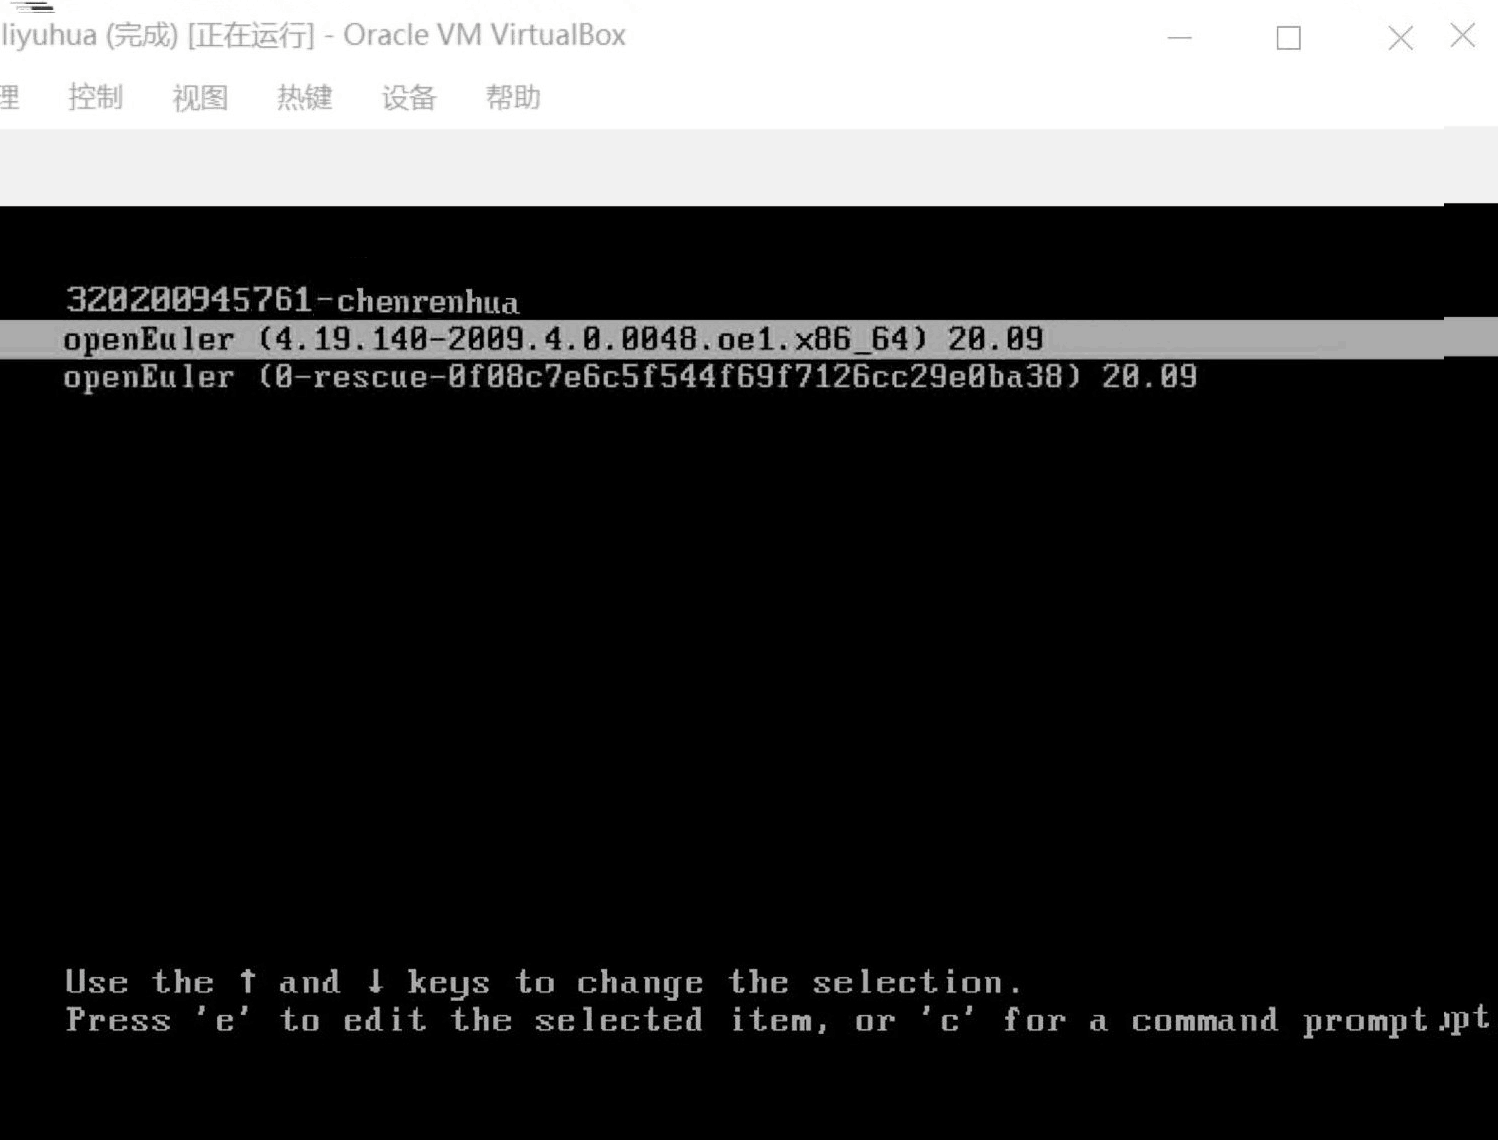 liyuhua (完成) [正在运行] - Oracle VM VirtualBox
理 控制 视图 热键 设备 帮助
320200945761-chenrenhua
openEuler (4.19.140-2009.4.0.0048.oe1.x86_64) 20.09
openEuler (0-rescue-0f08c7e6c5f544f69f7126cc29e0ba38) 20.09
Use the ↑ and ↓ keys to change the selection.
Press 'e' to edit the selected item, or 'c' for a command prompt.pt